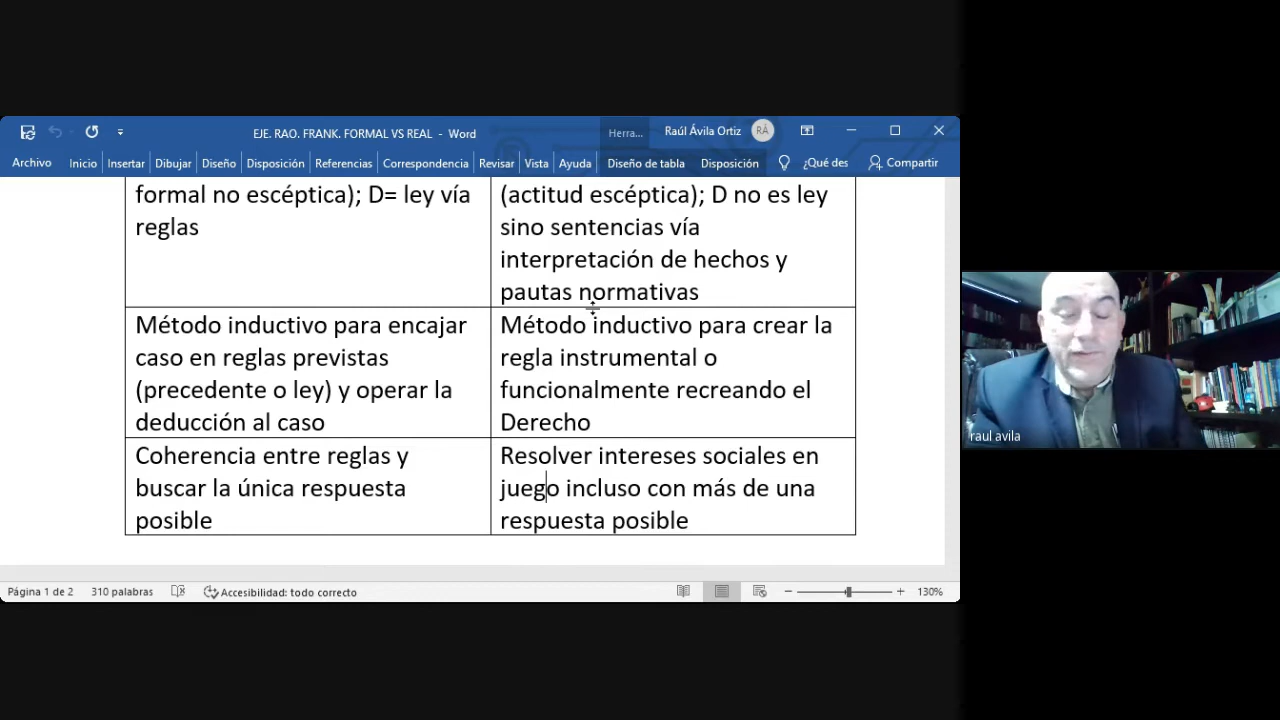 EJE. RAO. FRANK. FORMAL VS REAL - Word
Herra...
Raúl Ávila Ortiz
RÁ
Archivo Inicio Insertar Dibujar Diseño Disposición Referencias Correspondencia Revisar Vista Ayuda Diseño de tabla Disposición ¿Qué des Compartir
formal no escéptica); D= ley vía
reglas
(actitud escéptica); D no es ley
sino sentencias vía
interpretación de hechos y
pautas normativas
Método inductivo para encajar
caso en reglas previstas
(precedente o ley) y operar la
deducción al caso
Método inductivo para crear la
regla instrumental o
funcionalmente recreando el
Derecho
Coherencia entre reglas y
buscar la única respuesta
posible
Resolver intereses sociales en
juego incluso con más de una
respuesta posible
Página 1 de 2 310 palabras Accesibilidad: todo correcto 130%
raul avila